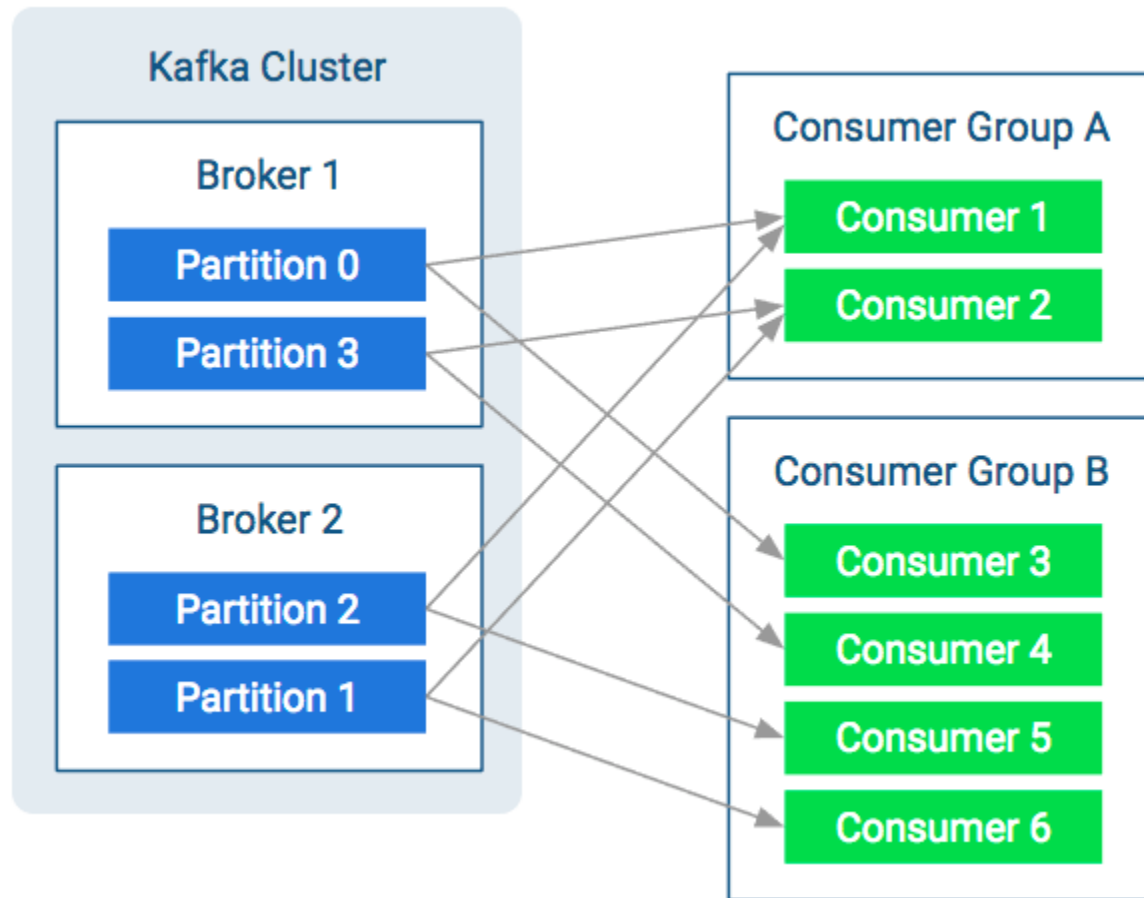 Kafka Cluster
Broker 1
Partition 0
Partition 3
Broker 2
Partition 2
Partition 1
Consumer Group A
Consumer 1
Consumer 2
Consumer Group B
Consumer 3
Consumer 4
Consumer 5
Consumer 6